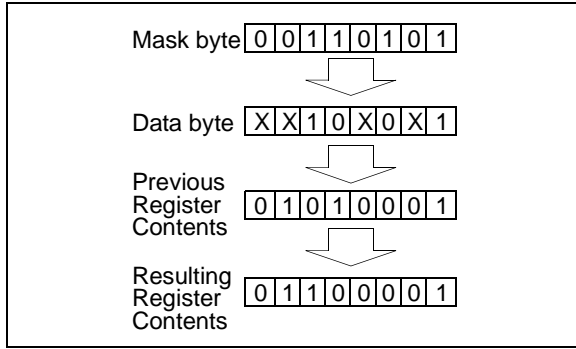 Mask byte 0 0 1 1 0 1 0 1
Data byte X X 1 0 X 0 X 1
Previous
Register 0 1 0 1 0 0 0 1
Contents
Resulting
Register 0 1 1 0 0 0 0 1
Contents